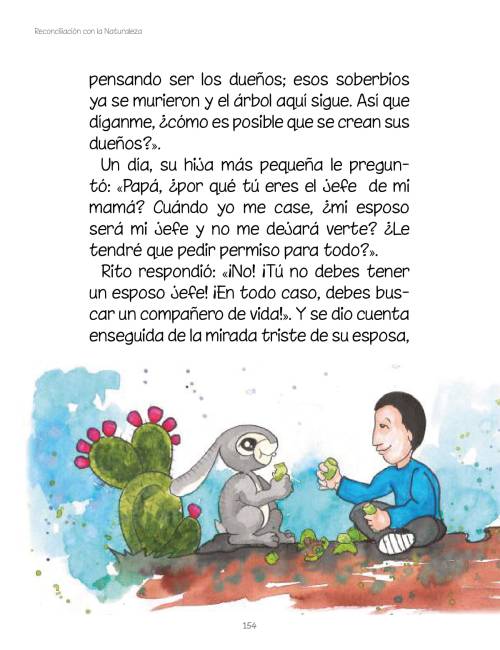 Reconciliación con la Naturaleza
pensando ser los dueños; esos soberbios
ya se murieron y el árbol aquí sigue. Así que
díganme, ¿cómo es posible que se crean sus
dueños?».
Un día, su hija más pequeña le pregun-
tó: «Papá, ¿por qué tú eres el jefe de mi
mamá? Cuándo yo me case, ¿mi esposo
será mi jefe y no me dejará verte? ¿Le
tendré que pedir permiso para todo?».
Rito respondió: «¡No! ¡Tú no debes tener
un esposo jefe! ¡En todo caso, debes bus-
car un compañero de vida!». Y se dio cuenta
enseguida de la mirada triste de su esposa,
154